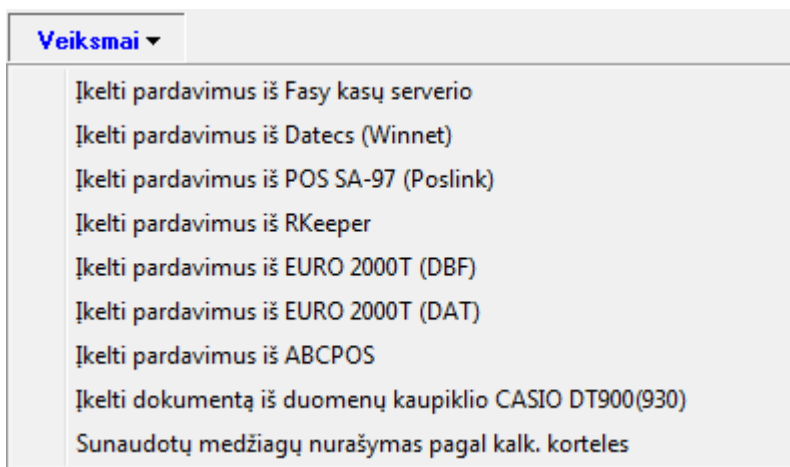 Veiksmai
Įkelti pardavimus iš Fasy kasų serverio
Įkelti pardavimus iš Datecs (Winnet)
Įkelti pardavimus iš POS SA-97 (Poslink)
Įkelti pardavimus iš RKeeper
Įkelti pardavimus iš EURO 2000T (DBF)
Įkelti pardavimus iš EURO 2000T (DAT)
Įkelti pardavimus iš ABCPOS
Įkelti dokumentą iš duomenų kaupiklio CASIO DT900(930)
Sunaudotų medžiagų nurašymas pagal kalk. korteles